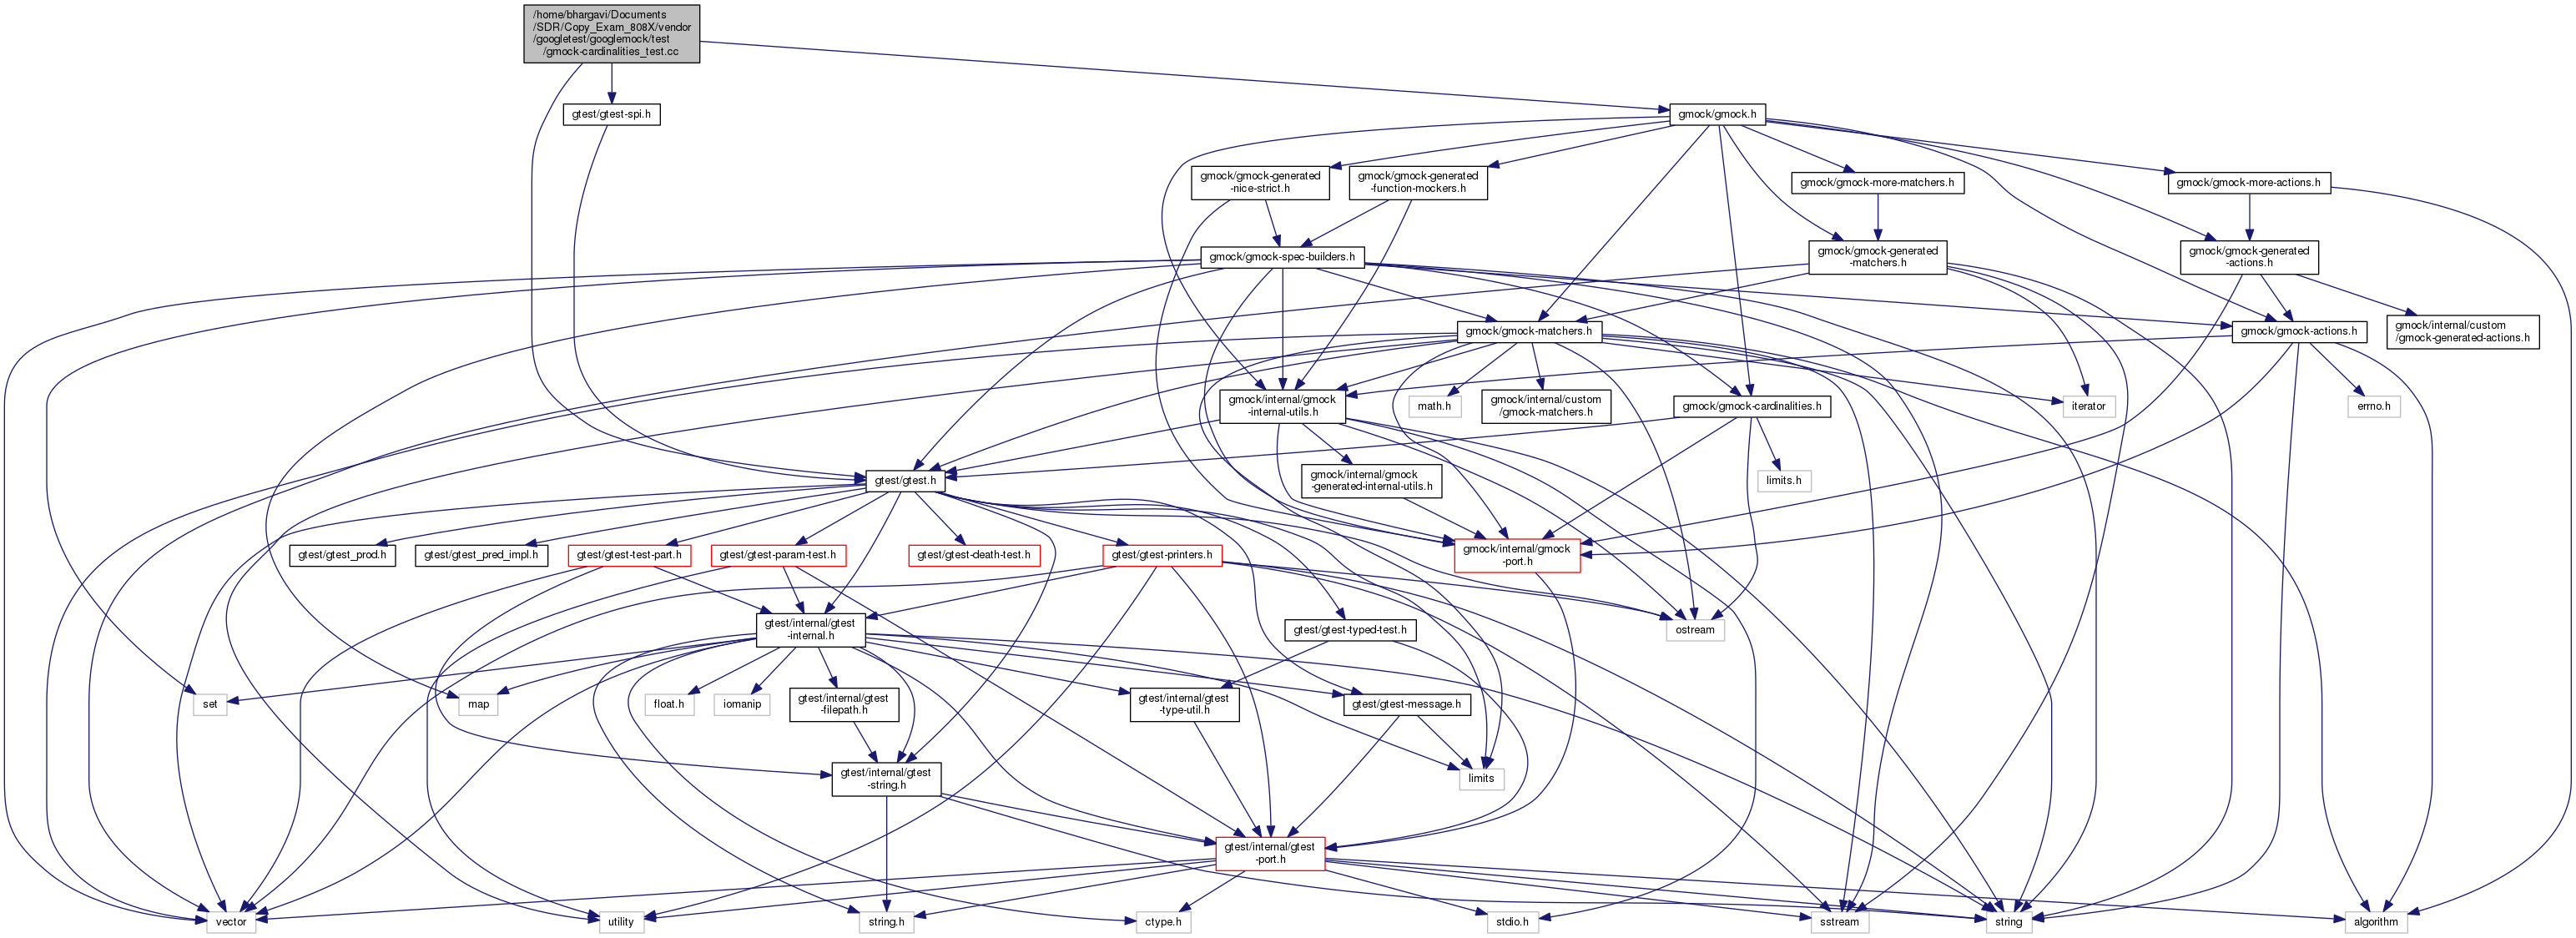 /home/bhargavi/Documents
/SDR/Copy_Exam_808X/vendor
/googletest/googlemock/test
/gmock-cardinalities_test.cc
gtest/gtest-spi.h
gmock/gmock.h
gmock/gmock-generated
-nice-strict.h
gmock/gmock-generated
-function-mockers.h
gmock/gmock-more-matchers.h
gmock/gmock-more-actions.h
gmock/gmock-spec-builders.h
gmock/gmock-generated
-matchers.h
gmock/gmock-generated
-actions.h
gmock/gmock-matchers.h
gmock/gmock-actions.h
gmock/internal/custom
/gmock-generated-actions.h
gmock/internal/gmock
-internal-utils.h
math.h
gmock/internal/custom
/gmock-matchers.h
gmock/gmock-cardinalities.h
iterator
errno.h
gtest/gtest.h
gmock/internal/gmock
-generated-internal-utils.h
limits.h
gtest/gtest_prod.h
gtest/gtest_pred_impl.h
gtest/gtest-test-part.h
gtest/gtest-param-test.h
gtest/gtest-death-test.h
gtest/gtest-printers.h
gmock/internal/gmock
-port.h
gtest/internal/gtest
-internal.h
gtest/gtest-typed-test.h
ostream
set
map
float.h
iomanip
gtest/internal/gtest
-filepath.h
gtest/internal/gtest
-type-util.h
gtest/gtest-message.h
gtest/internal/gtest
-string.h
limits
gtest/internal/gtest
-port.h
vector
utility
string.h
ctype.h
stdio.h
sstream
string
algorithm